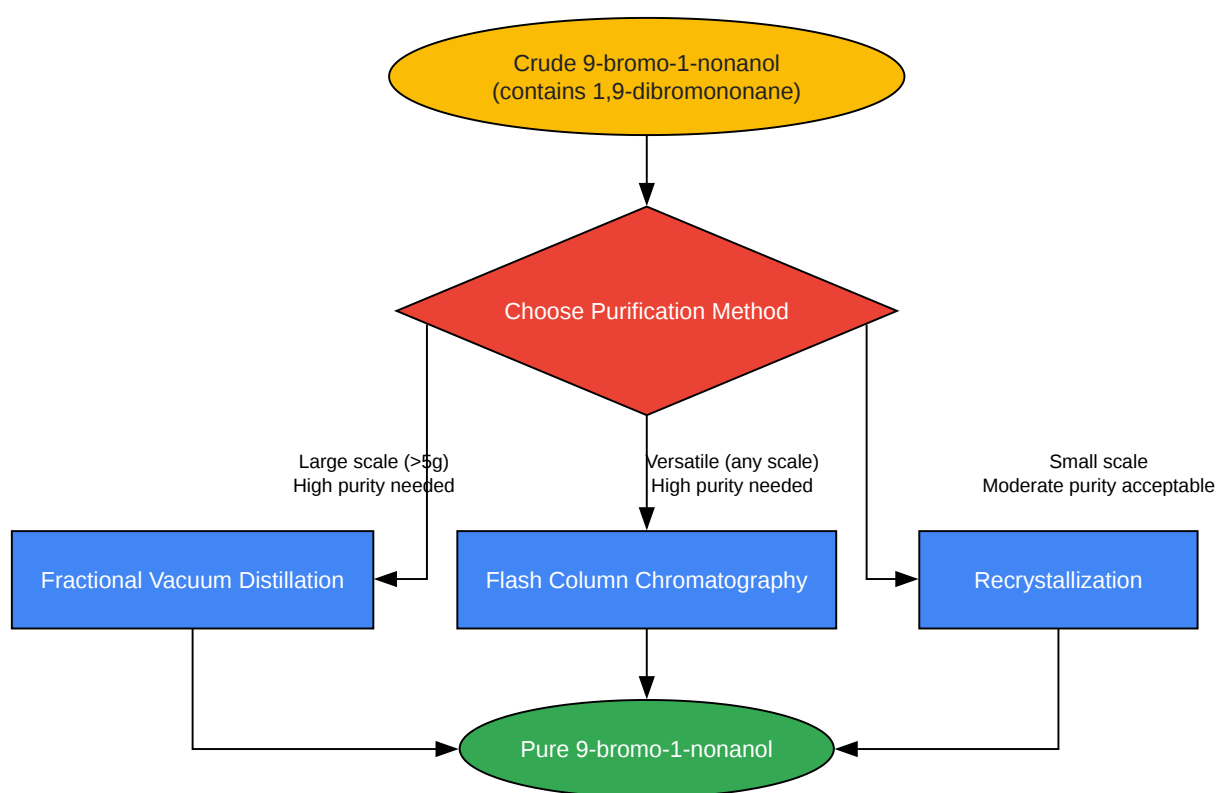 Crude 9-bromo-1-nonanol
(contains 1,9-dibromononane)
Choose Purification Method
Large scale (>5g)
High purity needed
Versatile (any scale)
High purity needed
Small scale
Moderate purity acceptable
Fractional Vacuum Distillation
Flash Column Chromatography
Recrystallization
Pure 9-bromo-1-nonanol